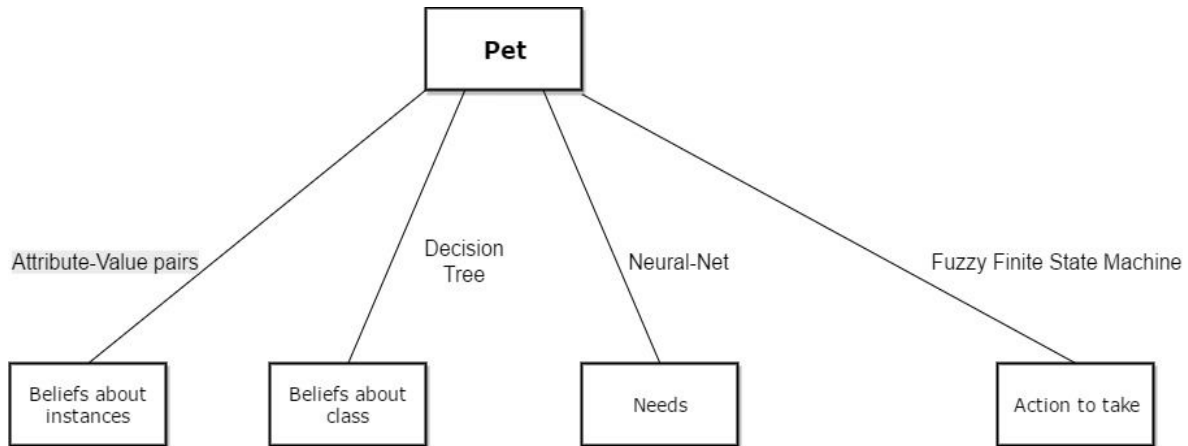 Pet
Attribute-Value pairs
Decision
Tree
Neural-Net
Fuzzy Finite State Machine
Beliefs about
instances
Beliefs about
class
Needs
Action to take